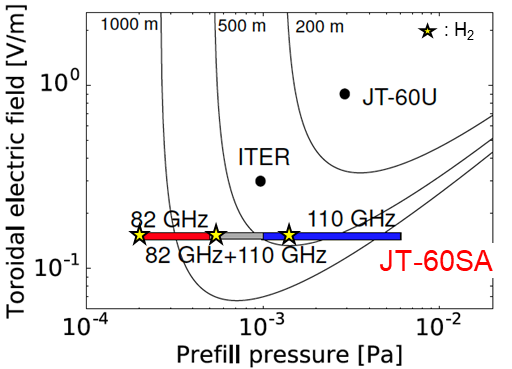 1000 m 500 m 200 m
: H₂
10⁰
JT-60U
ITER
82 GHz 110 GHz
82 GHz+110 GHz
JT-60SA
10⁻¹
10⁻⁴ 10⁻³ 10⁻²
Prefill pressure [Pa]
Toroidal electric field [V/m]